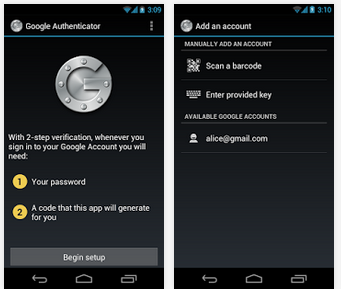 3:09
Google Authenticator
With 2-step verification, whenever you
sign in to your Google Account you will
need:
1 Your password
2 A code that this app will generate
for you
Begin setup
3:10
Add an account
MANUALLY ADD AN ACCOUNT
Scan a barcode
Enter provided key
AVAILABLE GOOGLE ACCOUNTS
alice@gmail.com